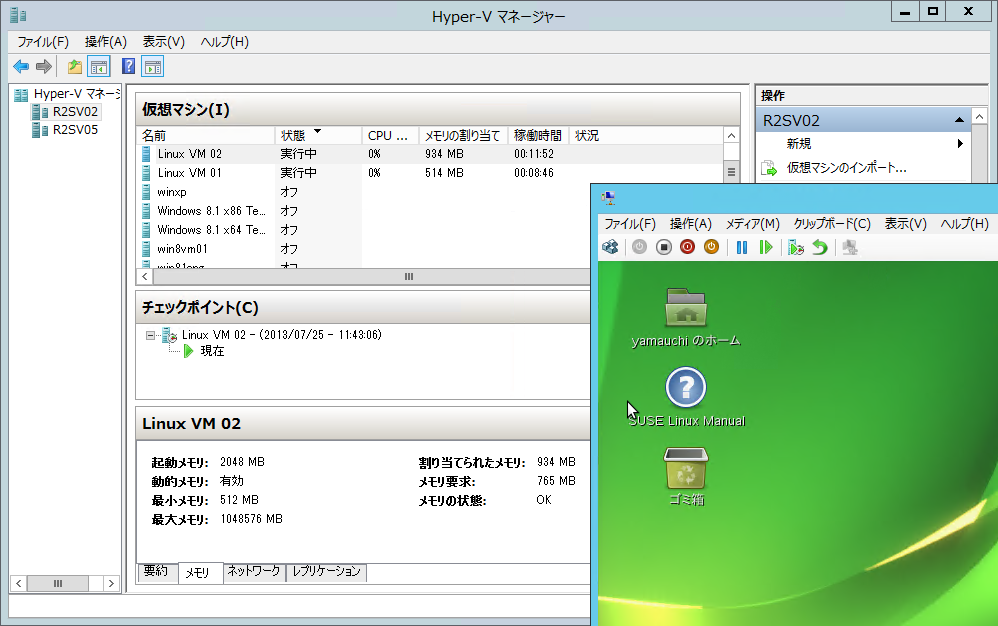 Hyper-V マネージャー
ファイル(F) 操作(A) 表示(V) ヘルプ(H)
Hyper-V マネージ
R2SV02
R2SV05
仮想マシン(I)
名前 状態 CPU ... メモリの割り当て 稼働時間 状況
Linux VM 02 実行中 0% 934 MB 00:11:52
Linux VM 01 実行中 0% 514 MB 00:08:46
winxp オフ
Windows 8.1 x86 Te... オフ
Windows 8.1 x64 Te... オフ
win8vm01 オフ
オフ
チェックポイント(C)
Linux VM 02 - (2013/07/25 - 11:43:06)
現在
Linux VM 02
起動メモリ: 2048 MB 割り当てられたメモリ: 934 MB
動的メモリ: 有効 メモリ要求: 765 MB
最小メモリ: 512 MB メモリの状態: OK
最大メモリ: 1048576 MB
要約 メモリ ネットワーク レプリケーション
操作
R2SV02
新規
仮想マシンのインポート...
ファイル(F) 操作(A) メディア(M) クリップボード(C) 表示(V) ヘルプ(H)
yamauchi のホーム
SUSE Linux Manual
ゴミ箱